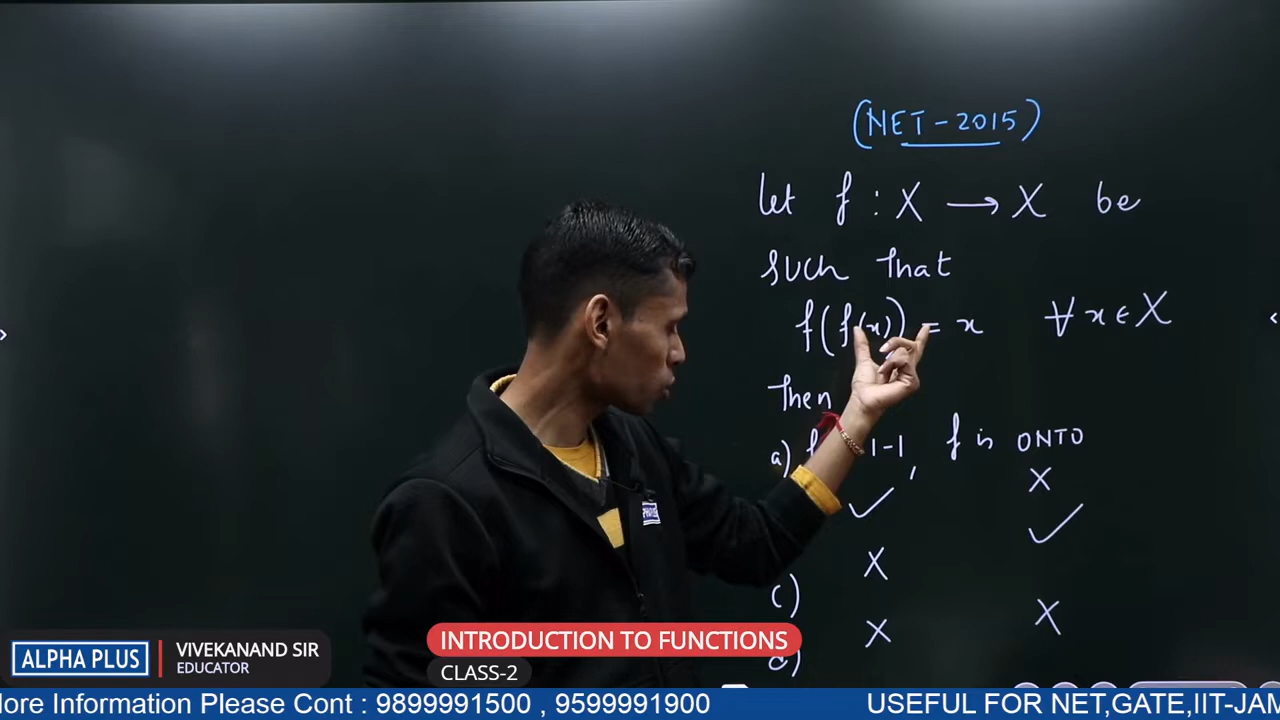 (NET-2015)
let f : X → X be
such that
f(f(x)) = x ∀ x ∈ X
Then
a) f 1-1, f is ONTO
✓ X
X ✓
c)
X X
d)
ALPHA PLUS
VIVEKANAND SIR
EDUCATOR
INTRODUCTION TO FUNCTIONS
CLASS-2
More Information Please Cont : 9899991500 , 9599991900 USEFUL FOR NET,GATE,IIT-JAM